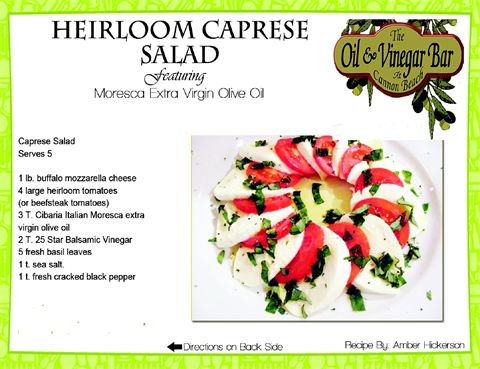 HEIRLOOM CAPRESE
SALAD
Featuring
Moresca Extra Virgin Olive Oil
The
Oil & Vinegar Bar
At
Cannon Beach
Caprese Salad
Serves 5
1 lb. buffalo mozzarella cheese
4 large heirloom tomatoes
(or beefsteak tomatoes)
3 T. Cibaria Italian Moresca extra
virgin olive oil
2 T. 25 Star Balsamic Vinegar
5 fresh basil leaves
1 t. sea salt.
1 t. fresh cracked black pepper
Directions on Back Side
Recipe By: Amber Hickerson